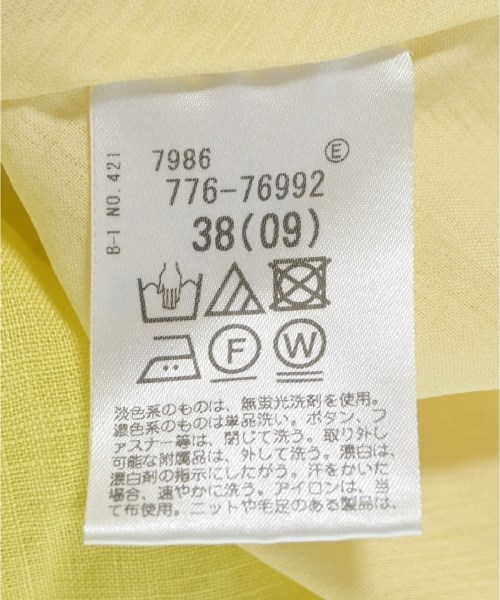 B-1 NO. 421
7986
E
776-76992
38(09)
F
W
淡色系のものは、無蛍光洗剤を使用。
濃色系のものは単品洗い。ボタン、フ
ァスナー等は、閉じて洗う。取り外し
可能な付属品は、外して洗う。漂白は、
漂白剤の指示にしたがう。汗をかいた
場合、速やかに洗う。アイロンは、当
て布使用。ニットや毛足のある製品は、